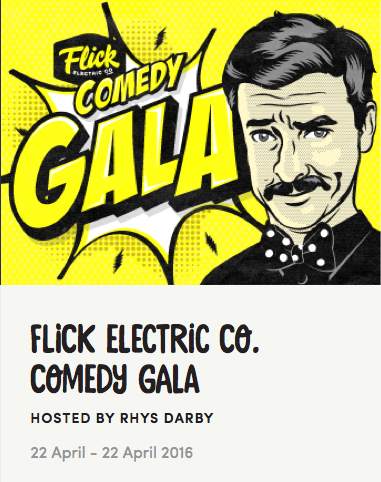 Flick
ELECTRIC CO
COMEDY
GALA
FLiCK ELECTRiC CO.
COMEDY GALA
HOSTED BY RHYS DARBY
22 April - 22 April 2016